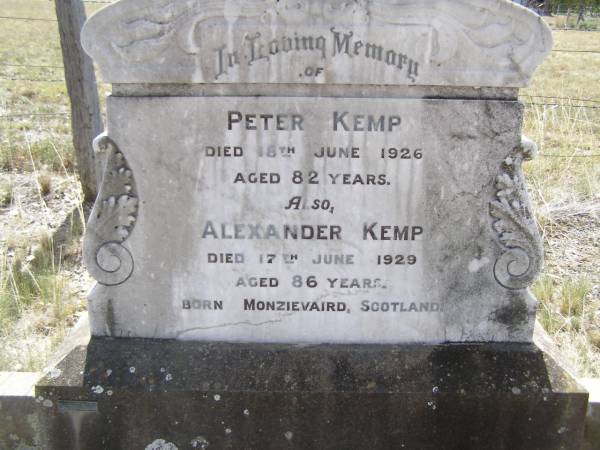 In Loving Memory
OF
PETER KEMP
DIED 18TH JUNE 1926
AGED 82 YEARS.
ALSO,
ALEXANDER KEMP
DIED 17TH JUNE 1929
AGED 86 YEARS.
BORN MONZIEVAIRD, SCOTLAND.